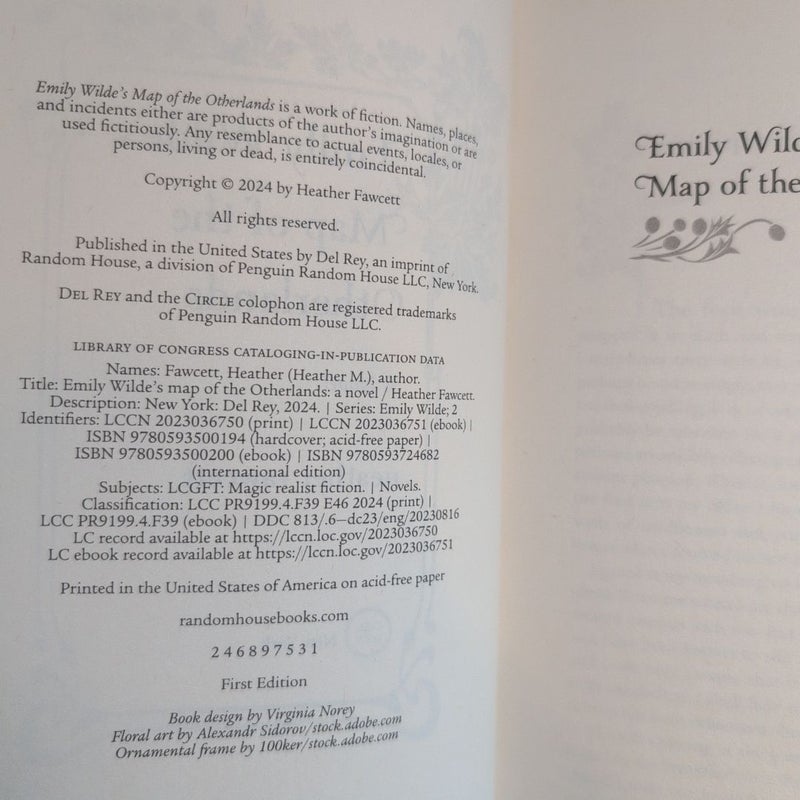 Emily Wilde's Map of the Otherlands is a work of fiction. Names, places,
and incidents either are products of the author's imagination or are
used fictitiously. Any resemblance to actual events, locales, or
persons, living or dead, is entirely coincidental.
Copyright © 2024 by Heather Fawcett
All rights reserved.
Published in the United States by Del Rey, an imprint of
Random House, a division of Penguin Random House LLC, New York.
DEL REY and the CIRCLE colophon are registered trademarks
of Penguin Random House LLC.
LIBRARY OF CONGRESS CATALOGING-IN-PUBLICATION DATA
Names: Fawcett, Heather (Heather M.), author.
Title: Emily Wilde's map of the Otherlands: a novel / Heather Fawcett.
Description: New York: Del Rey, 2024. | Series: Emily Wilde; 2
Identifiers: LCCN 2023036750 (print) | LCCN 2023036751 (ebook) |
ISBN 9780593500194 (hardcover; acid-free paper) |
ISBN 9780593500200 (ebook) | ISBN 9780593724682
(international edition)
Subjects: LCGFT: Magic realist fiction. | Novels.
Classification: LCC PR9199.4.F39 E46 2024 (print) |
LCC PR9199.4.F39 (ebook) | DDC 813/.6—dc23/eng/20230816
LC record available at https://lccn.loc.gov/2023036750
LC ebook record available at https://lccn.loc.gov/2023036751
Printed in the United States of America on acid-free paper
randomhousebooks.com
2 4 6 8 9 7 5 3 1
First Edition
Book design by Virginia Norey
Floral art by Alexandr Sidorov/stock.adobe.com
Ornamental frame by 100ker/stock.adobe.com
Emily Wild
Map of the